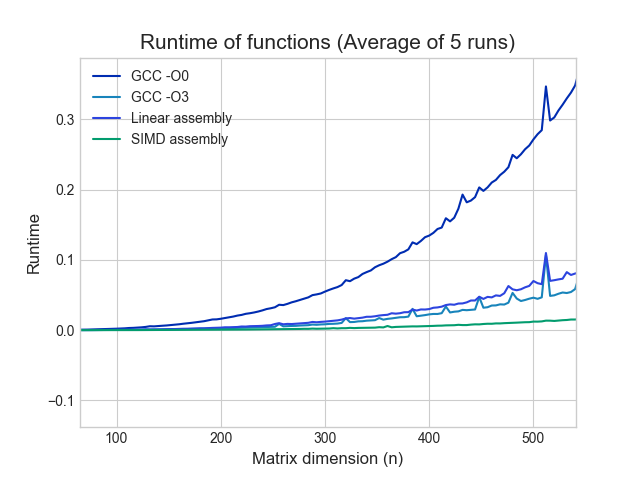 Runtime of functions (Average of 5 runs)
GCC -O0
GCC -O3
Linear assembly
SIMD assembly
Runtime
0.3
0.2
0.1
0.0
−0.1
100 200 300 400 500
Matrix dimension (n)